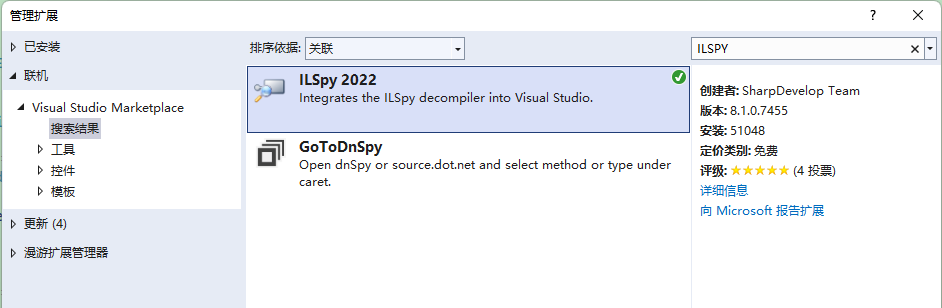 管理扩展
?
已安装
联机
Visual Studio Marketplace
搜索结果
工具
控件
模板
更新 (4)
漫游扩展管理器
排序依据: 关联
ILSpy 2022
Integrates the ILSpy decompiler into Visual Studio.
GoToDnSpy
Open dnSpy or source.dot.net and select method or type under
caret.
ILSPY
创建者: SharpDevelop Team
版本: 8.1.0.7455
安装: 51048
定价类别: 免费
评级: ★★★★★ (4 投票)
详细信息
向 Microsoft 报告扩展